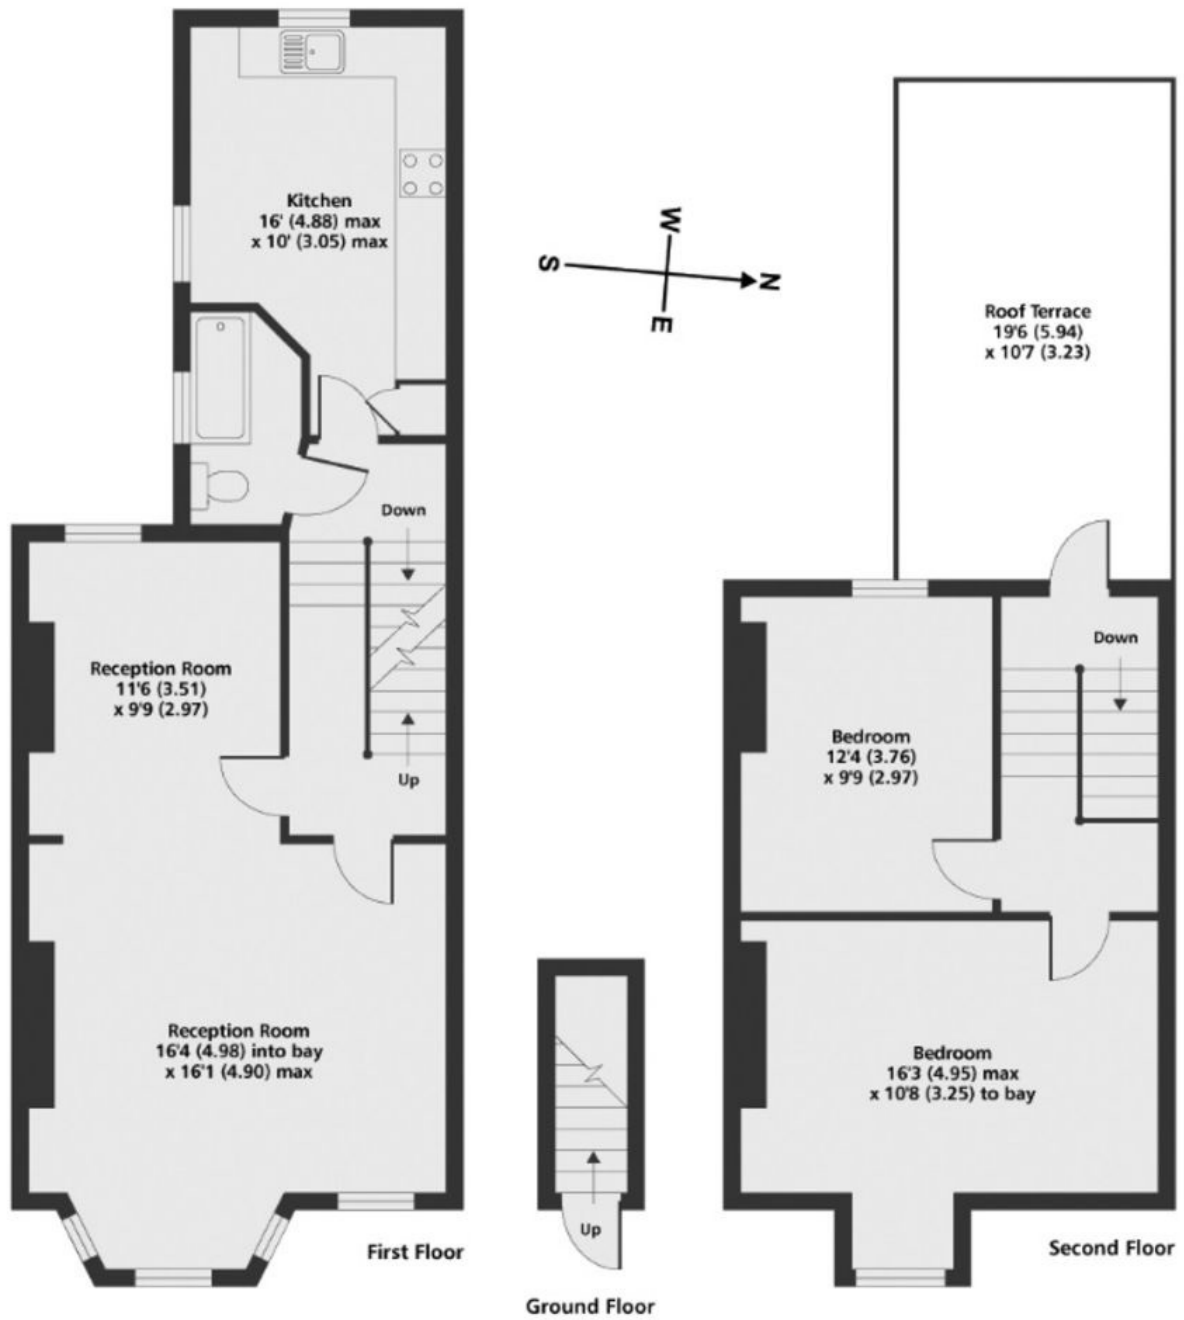 Kitchen
16' (4.88) max
x 10' (3.05) max
W
S
N
E
Roof Terrace
19'6 (5.94)
x 10'7 (3.23)
Down
Reception Room
11'6 (3.51)
x 9'9 (2.97)
Up
Down
Bedroom
12'4 (3.76)
x 9'9 (2.97)
Reception Room
16'4 (4.98) into bay
x 16'1 (4.90) max
Bedroom
16'3 (4.95) max
x 10'8 (3.25) to bay
Up
First Floor
Second Floor
Ground Floor